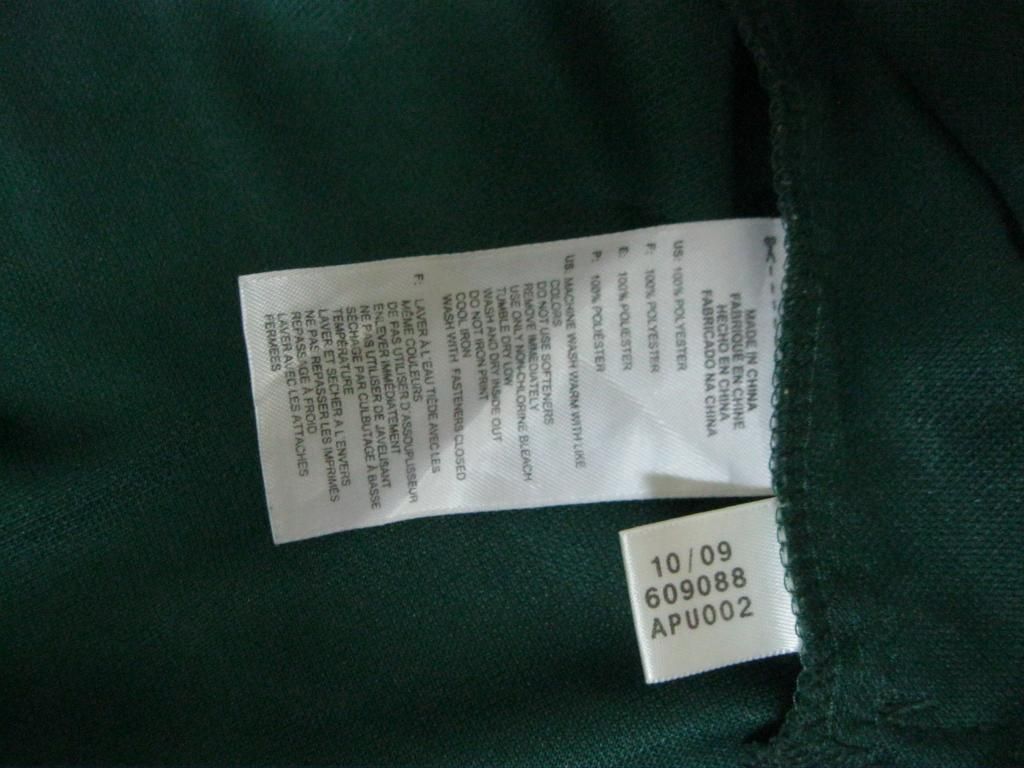 MADE IN CHINA
FABRIQUÉ EN CHINE
HECHO EN CHINA
FABRICADO NA CHINA
US: 100% POLYESTER
F: 100% POLYESTER
E: 100% POLIÉSTER
P: 100% POLIÉSTER
US: MACHINE WASH WARM WITH LIKE
COLORS
DO NOT USE SOFTENERS
REMOVE IMMEDIATELY
USE ONLY NON-CHLORINE BLEACH
TUMBLE DRY LOW
WASH AND DRY INSIDE OUT
DO NOT IRON PRINT
COOL IRON
WASH WITH FASTENERS CLOSED
F: LAVER À L'EAU TIÈDE AVEC LES
MÊME COULEURS
DE PAS UTILISER D'ASSOUPLISSEUR
ENLEVER IMMÉDIATEMENT
NE PAS UTILISER DE JAVELISANT
SÉCHAGE PAR CULBUTAGE À BASSE
TEMPÉRATURE
LAVER ET SÉCHER À L'ENVERS
NE PAS REPASSER LES IMPRIMÉS
REPASSAGE À FROID
LAVER AVEC LES ATTACHES
FERMÉES
10/09
609088
APU002